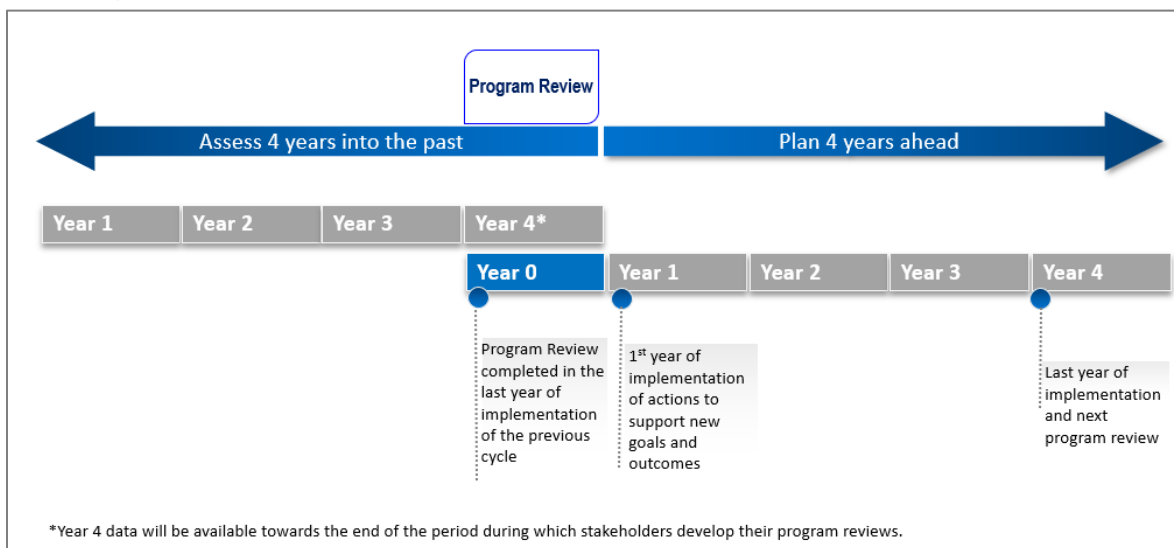 Program Review
Assess 4 years into the past
Plan 4 years ahead
Year 1
Year 2
Year 3
Year 4*
Year 0
Year 1
Year 2
Year 3
Year 4
Program Review
completed in the
last year of
implementation
of the previous
cycle
1st year of
implementation
of actions to
support new
goals and
outcomes
Last year of
implementation
and next
program review
*Year 4 data will be available towards the end of the period during which stakeholders develop their program reviews.